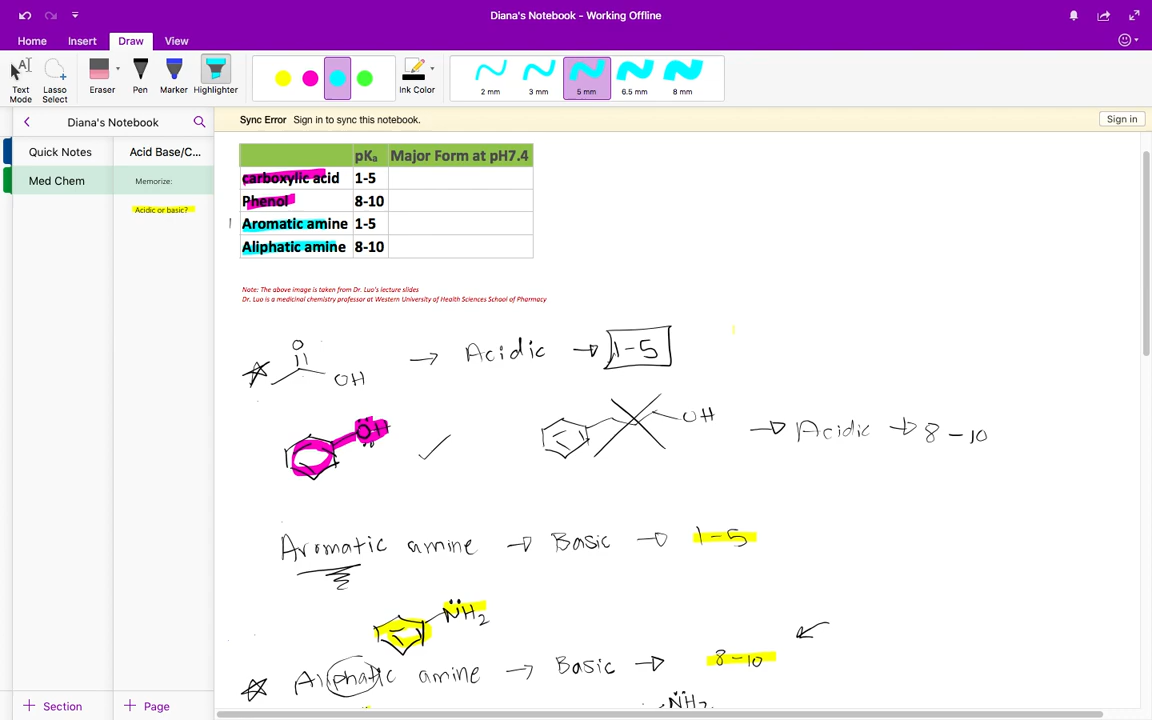 Diana's Notebook - Working Offline
Home Insert Draw View
Text Mode
Lasso Select
Eraser
Pen
Marker
Highlighter
Ink Color
2 mm
3 mm
5 mm
6.5 mm
8 mm
Diana's Notebook
Sync Error Sign in to sync this notebook.
Sign in
Quick Notes
Med Chem
Acid Base/C...
Memorize:
Acidic or basic?
pKa Major Form at pH7.4
carboxylic acid 1-5
Phenol 8-10
Aromatic amine 1-5
Aliphatic amine 8-10
Note: The above image is taken from Dr. Luo's lecture slides
Dr. Luo is a medicinal chemistry professor at Western University of Health Sciences School of Pharmacy
O
OH → Acidic → 1-5
OH
OH → Acidic → 8-10
Aromatic amine → Basic → 1-5
NH2
Aliphatic amine → Basic → 8-10
NH2
+ Section
+ Page